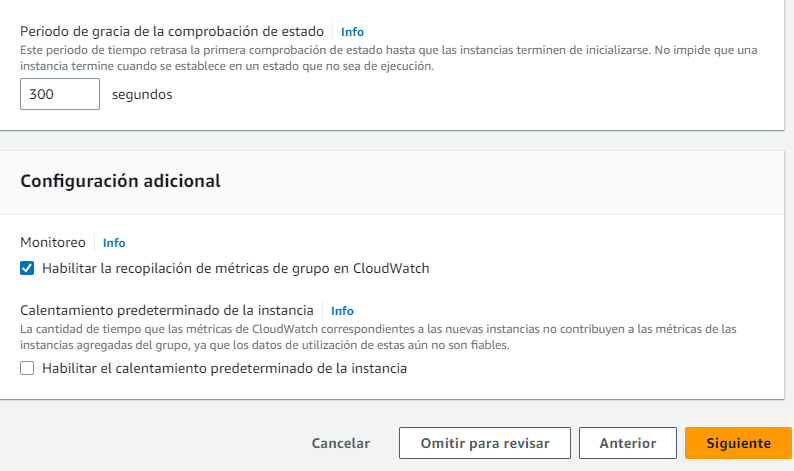 Periodo de gracia de la comprobación de estado Info
Este periodo de tiempo retrasa la primera comprobación de estado hasta que las instancias terminen de inicializarse. No impide que una
instancia termine cuando se establece en un estado que no sea de ejecución.
300 segundos
Configuración adicional
Monitoreo Info
Habilitar la recopilación de métricas de grupo en CloudWatch
Calentamiento predeterminado de la instancia Info
La cantidad de tiempo que las métricas de CloudWatch correspondientes a las nuevas instancias no contribuyen a las métricas de las
instancias agregadas del grupo, ya que los datos de utilización de estas aún no son fiables.
Habilitar el calentamiento predeterminado de la instancia
Cancelar Omitir para revisar Anterior Siguiente